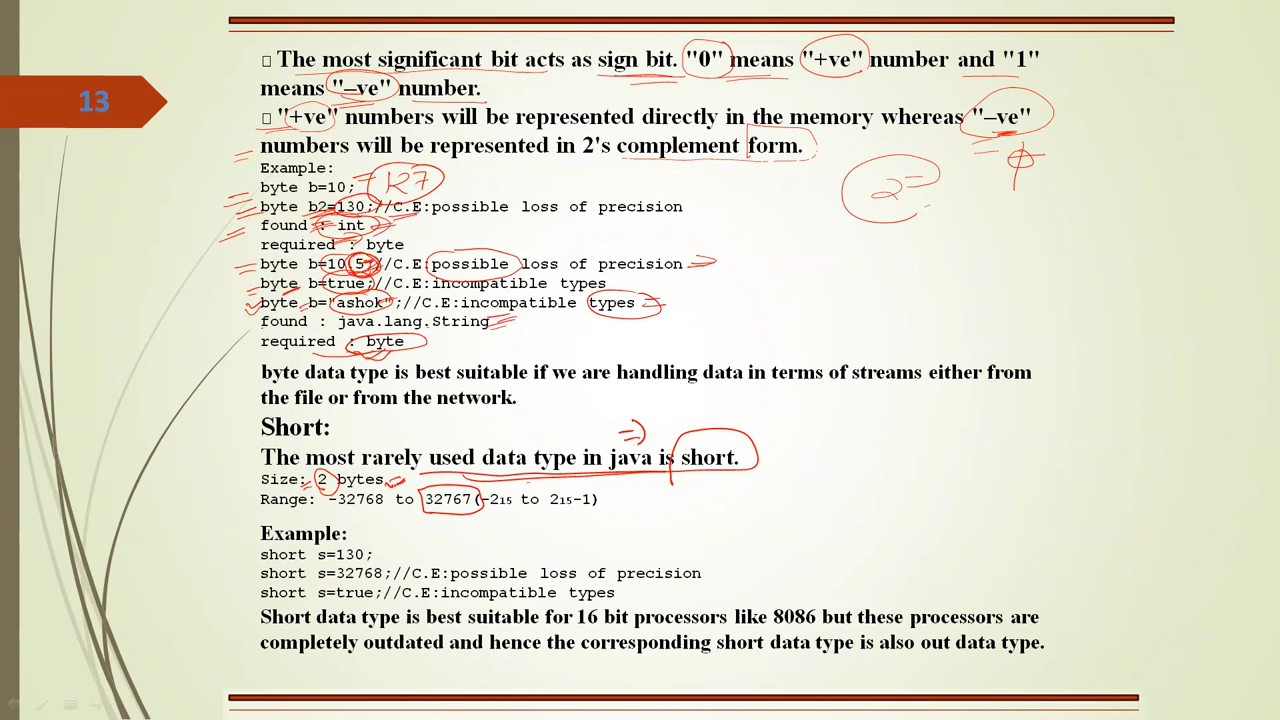 13
The most significant bit acts as sign bit. "0" means "+ve" number and "1"
means "–ve" number.
"+ve" numbers will be represented directly in the memory whereas "–ve"
numbers will be represented in 2's complement form.
Example:
byte b=10;
127
byte b2=130;//C.E:possible loss of precision
found : int
required : byte
byte b=10.5;//C.E:possible loss of precision
byte b=true;//C.E:incompatible types
byte b="ashok";//C.E:incompatible types
found : java.lang.String
required : byte
2
byte data type is best suitable if we are handling data in terms of streams either from
the file or from the network.
Short:
The most rarely used data type in java is short.
Size: 2 bytes
Range: -32768 to 32767(-215 to 215-1)
Example:
short s=130;
short s=32768;//C.E:possible loss of precision
short s=true;//C.E:incompatible types
Short data type is best suitable for 16 bit processors like 8086 but these processors are
completely outdated and hence the corresponding short data type is also out data type.